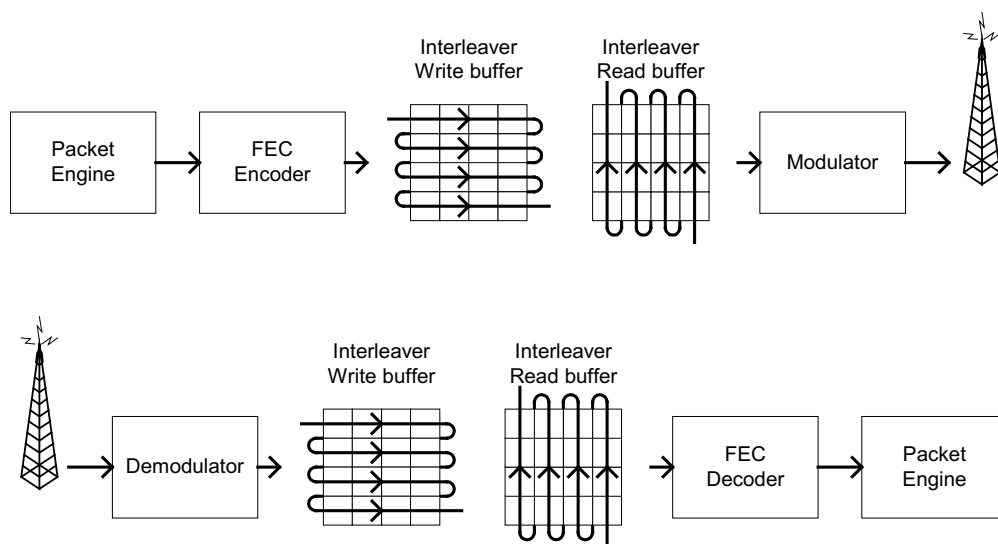 Interleaver
Write buffer
Interleaver
Read buffer
Packet
Engine
FEC
Encoder
Modulator
Interleaver
Write buffer
Interleaver
Read buffer
Demodulator
FEC
Decoder
Packet
Engine